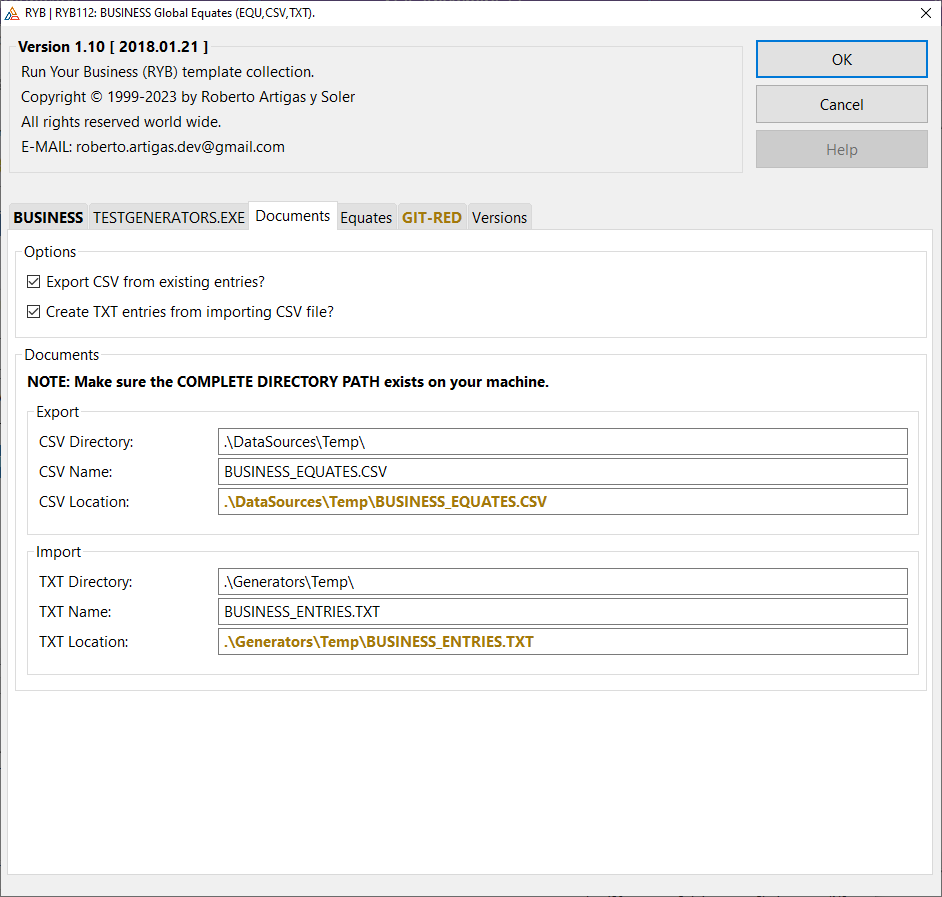 RYB | RYB112: BUSINESS Global Equates (EQU,CSV,TXT).
Version 1.10 [ 2018.01.21 ]
Run Your Business (RYB) template collection.
Copyright © 1999-2023 by Roberto Artigas y Soler
All rights reserved world wide.
E-MAIL: roberto.artigas.dev@gmail.com
OK
Cancel
Help
BUSINESS TESTGENERATORS.EXE Documents Equates GIT-RED Versions
Options
Export CSV from existing entries?
Create TXT entries from importing CSV file?
Documents
NOTE: Make sure the COMPLETE DIRECTORY PATH exists on your machine.
Export
CSV Directory: .\DataSources\Temp\
CSV Name: BUSINESS_EQUATES.CSV
CSV Location: .\DataSources\Temp\BUSINESS_EQUATES.CSV
Import
TXT Directory: .\Generators\Temp\
TXT Name: BUSINESS_ENTRIES.TXT
TXT Location: .\Generators\Temp\BUSINESS_ENTRIES.TXT